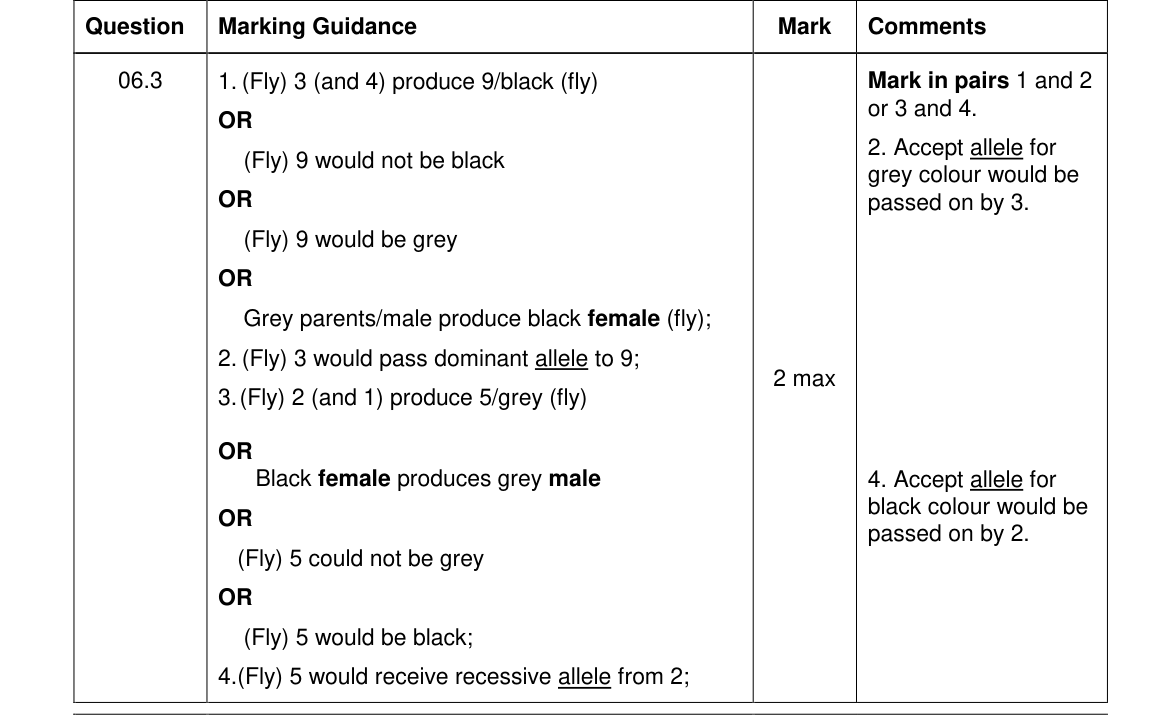 Question Marking Guidance Mark Comments
06.3
1. (Fly) 3 (and 4) produce 9/black (fly)
OR
(Fly) 9 would not be black
OR
(Fly) 9 would be grey
OR
Grey parents/male produce black female (fly);
2. (Fly) 3 would pass dominant allele to 9;
3. (Fly) 2 (and 1) produce 5/grey (fly)
OR
Black female produces grey male
OR
(Fly) 5 could not be grey
OR
(Fly) 5 would be black;
4.(Fly) 5 would receive recessive allele from 2;
2 max
Mark in pairs 1 and 2
or 3 and 4.
2. Accept allele for
grey colour would be
passed on by 3.
4. Accept allele for
black colour would be
passed on by 2.